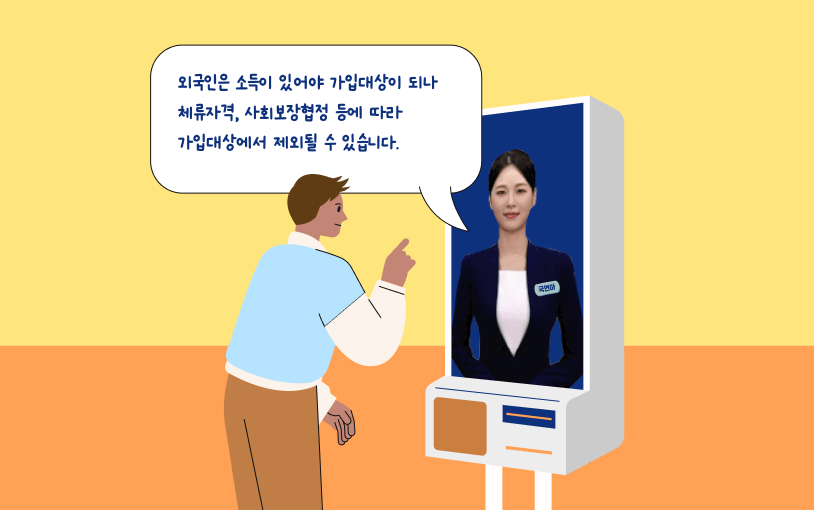 외국인은 소득이 있어야 가입대상이 되나
체류자격, 사회보장협정 등에 따라
가입대상에서 제외될 수 있습니다.
국연아